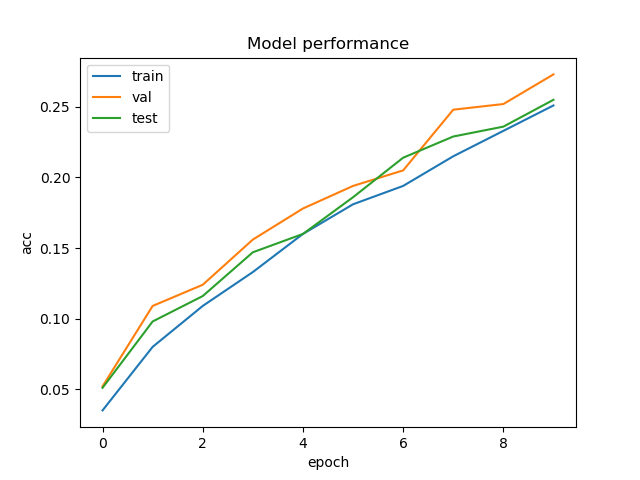 Model performance
train
val
test
0.25
0.20
0.15
0.10
0.05
acc
0 2 4 6 8
epoch